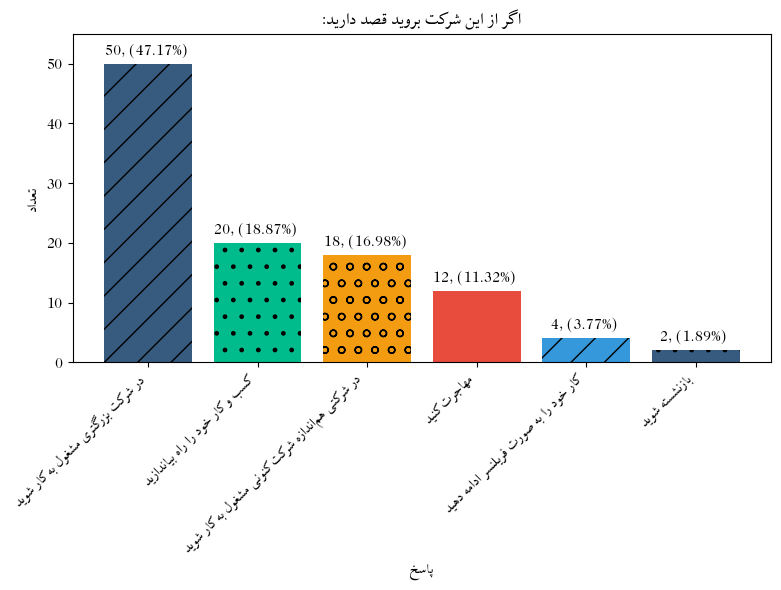 اگر از این شرکت بروید قصد دارید:
50, (47.17%)
20, (18.87%)
18, (16.98%)
12, (11.32%)
4, (3.77%)
2, (1.89%)
50
40
30
20
10
0
تعداد
در شرکت بزرگتری مشغول به کار شوید
کسب و کار خود را راه بیاندازید
در شرکتی هم‌اندازه شرکت کنونی مشغول به کار شوید
مهاجرت کنید
کار خود را به صورت فریلنسر ادامه دهید
بازنشسته شوید
پاسخ